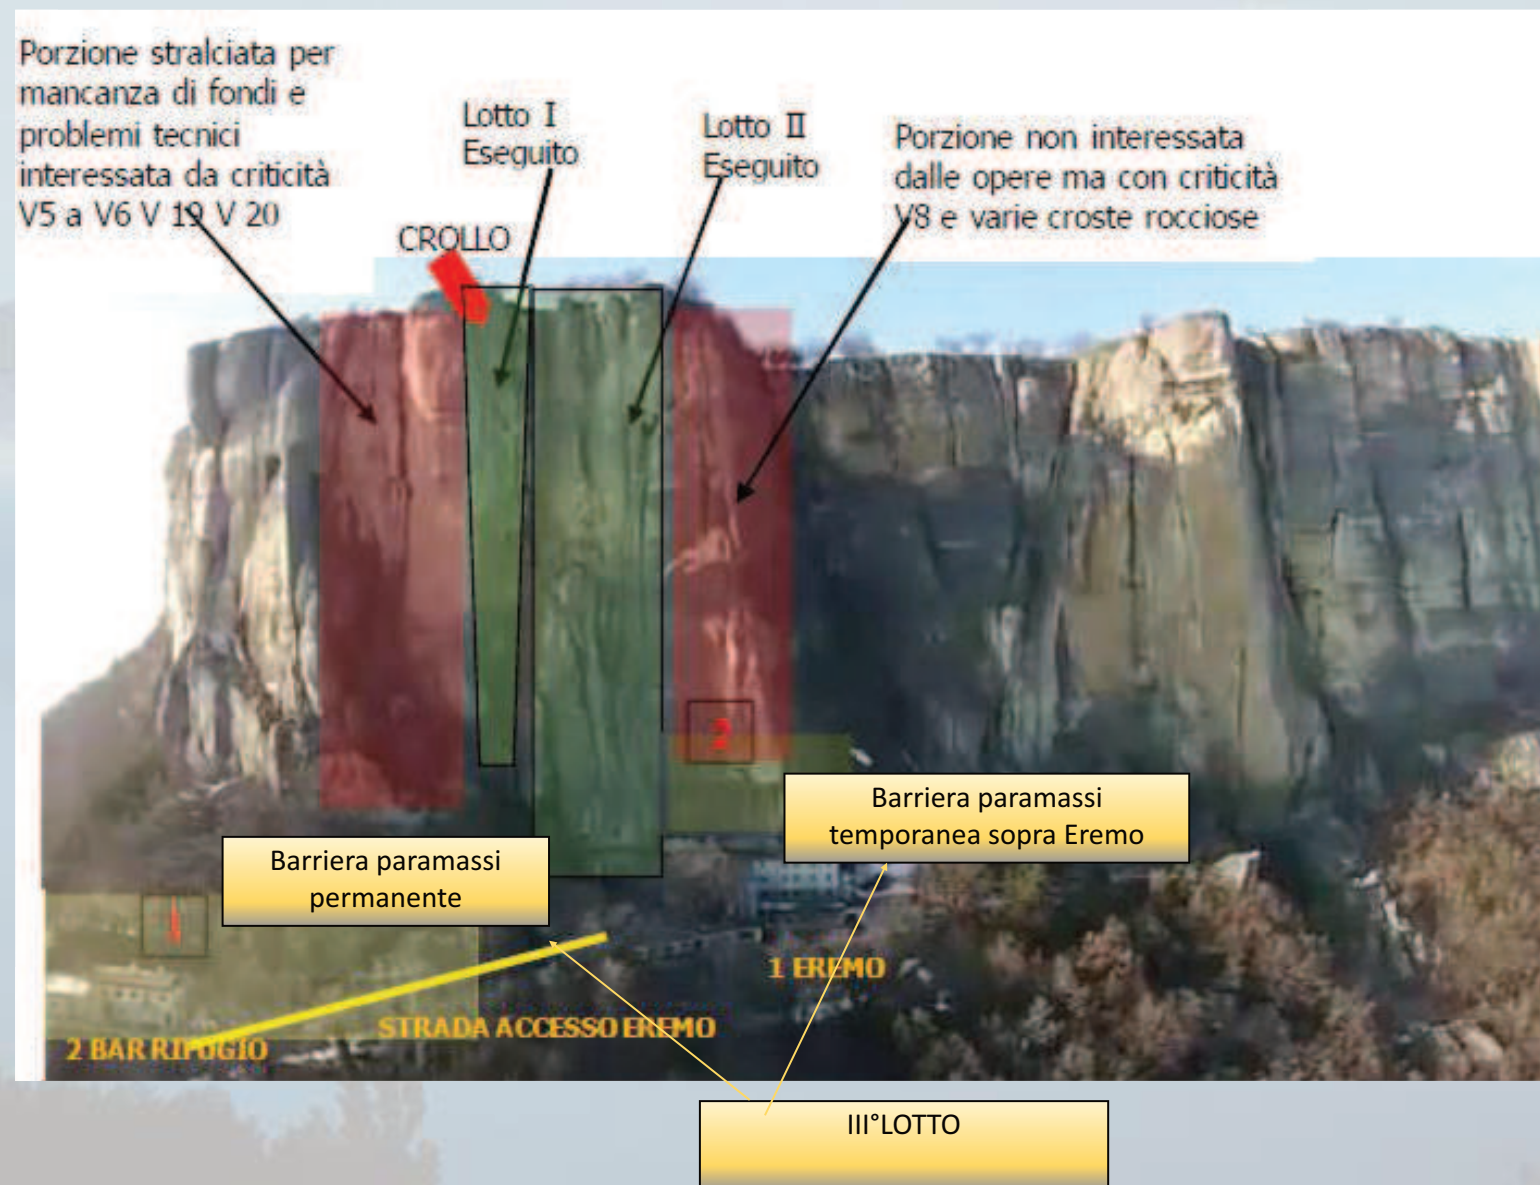 Porzione stralciata per
mancanza di fondi e
problemi tecnici
interessata da criticità
V5 a V6 V 19 V 20
Lotto I
Eseguito
CROLLO
Lotto II
Eseguito
Porzione non interessata
dalle opere ma con criticità
V8 e varie croste rocciose
2
Barriera paramassi
temporanea sopra Eremo
Barriera paramassi
permanente
1
1 EREMO
STRADA ACCESSO EREMO
2 BAR RIFUGIO
III°LOTTO